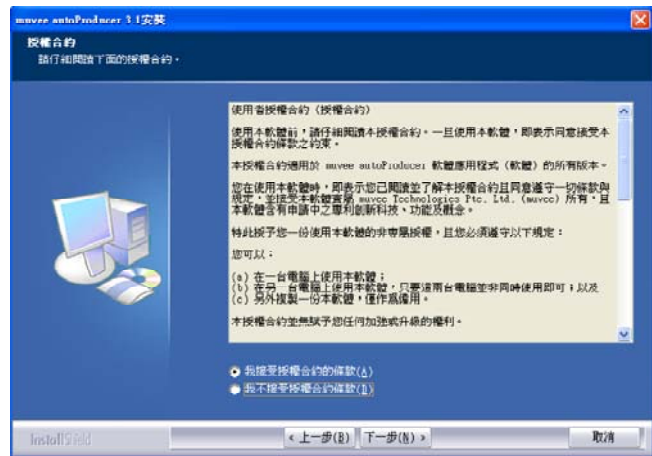 muvee autoProducer 3.1安裝
授權合約
請仔細閱讀下面的授權合約。
使用者授權合約（授權合約）
使用本軟體前，請仔細閱讀本授權合約。一旦使用本軟體，即表示同意接受本
授權合約條款之約束。
本授權合約適用於 muvee autoProducer 軟體應用程式（軟體）的所有版本。
您在使用本軟體時，即表示您已閱讀並了解本授權合約且同意遵守一切條款與
規定，並接受本軟體實屬 muvee Technologies Pte. Ltd. (muvee) 所有，且
本軟體含有申請中之專利創新科技、功能及概念。
特此授予您一份使用本軟體的非專屬授權，且您必須遵守以下規定：
您可以：
(a) 在一台電腦上使用本軟體；
(b) 在另一台電腦上使用本軟體，只要這兩台電腦並非同時使用即可；以及
(c) 另外複製一份本軟體，僅作為備用。
本授權合約並無賦予您任何加強或升級的權利。
我接受授權合約的條款(A)
我不接受授權合約條款(D)
InstallShield
< 上一步(B)
下一步(N) >
取消